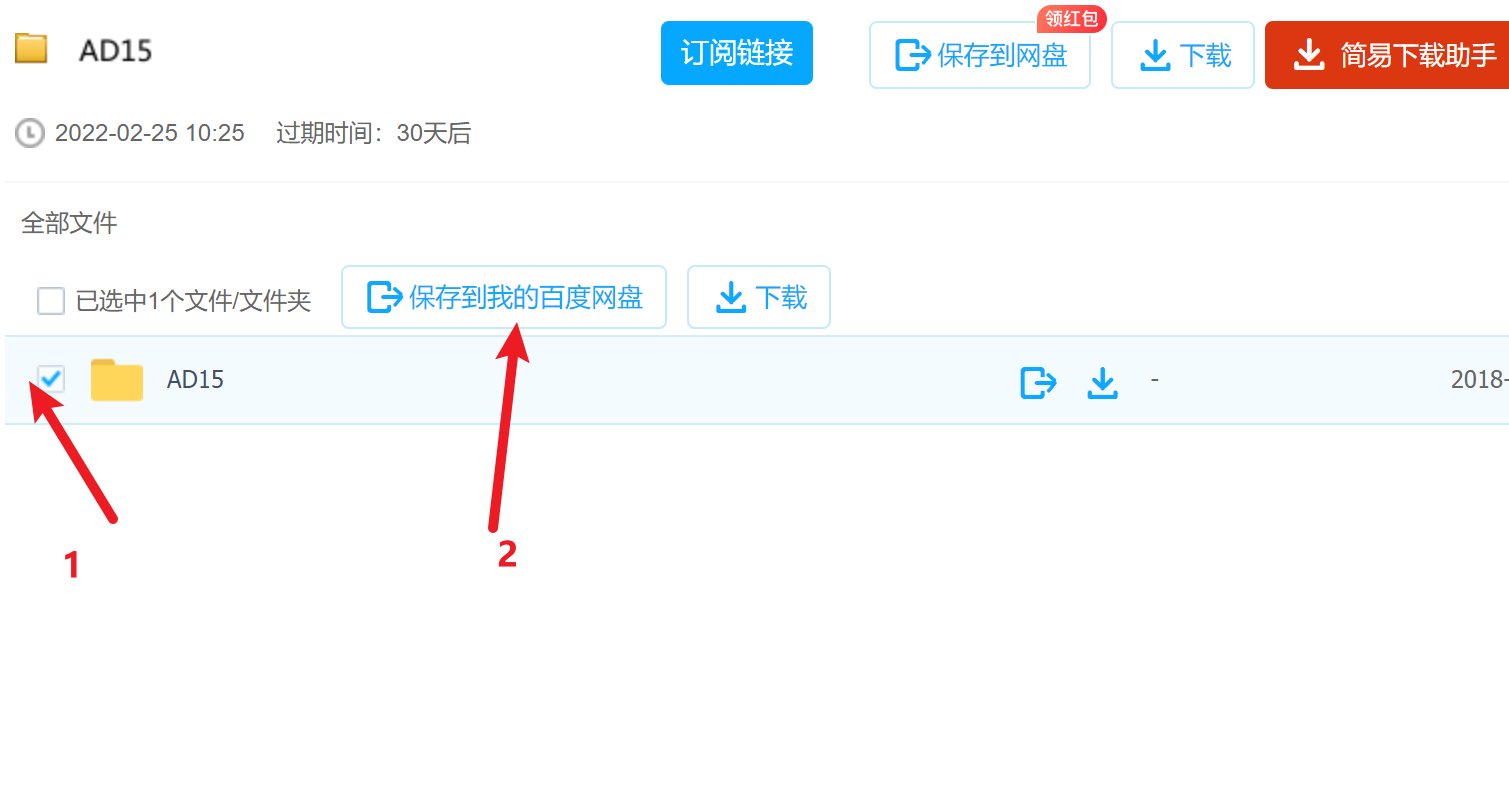 领红包
AD15
订阅链接
保存到网盘
下载
简易下载助手
2022-02-25 10:25 过期时间：30天后
全部文件
已选中1个文件/文件夹
保存到我的百度网盘
下载
AD15
-
2018-
1
2